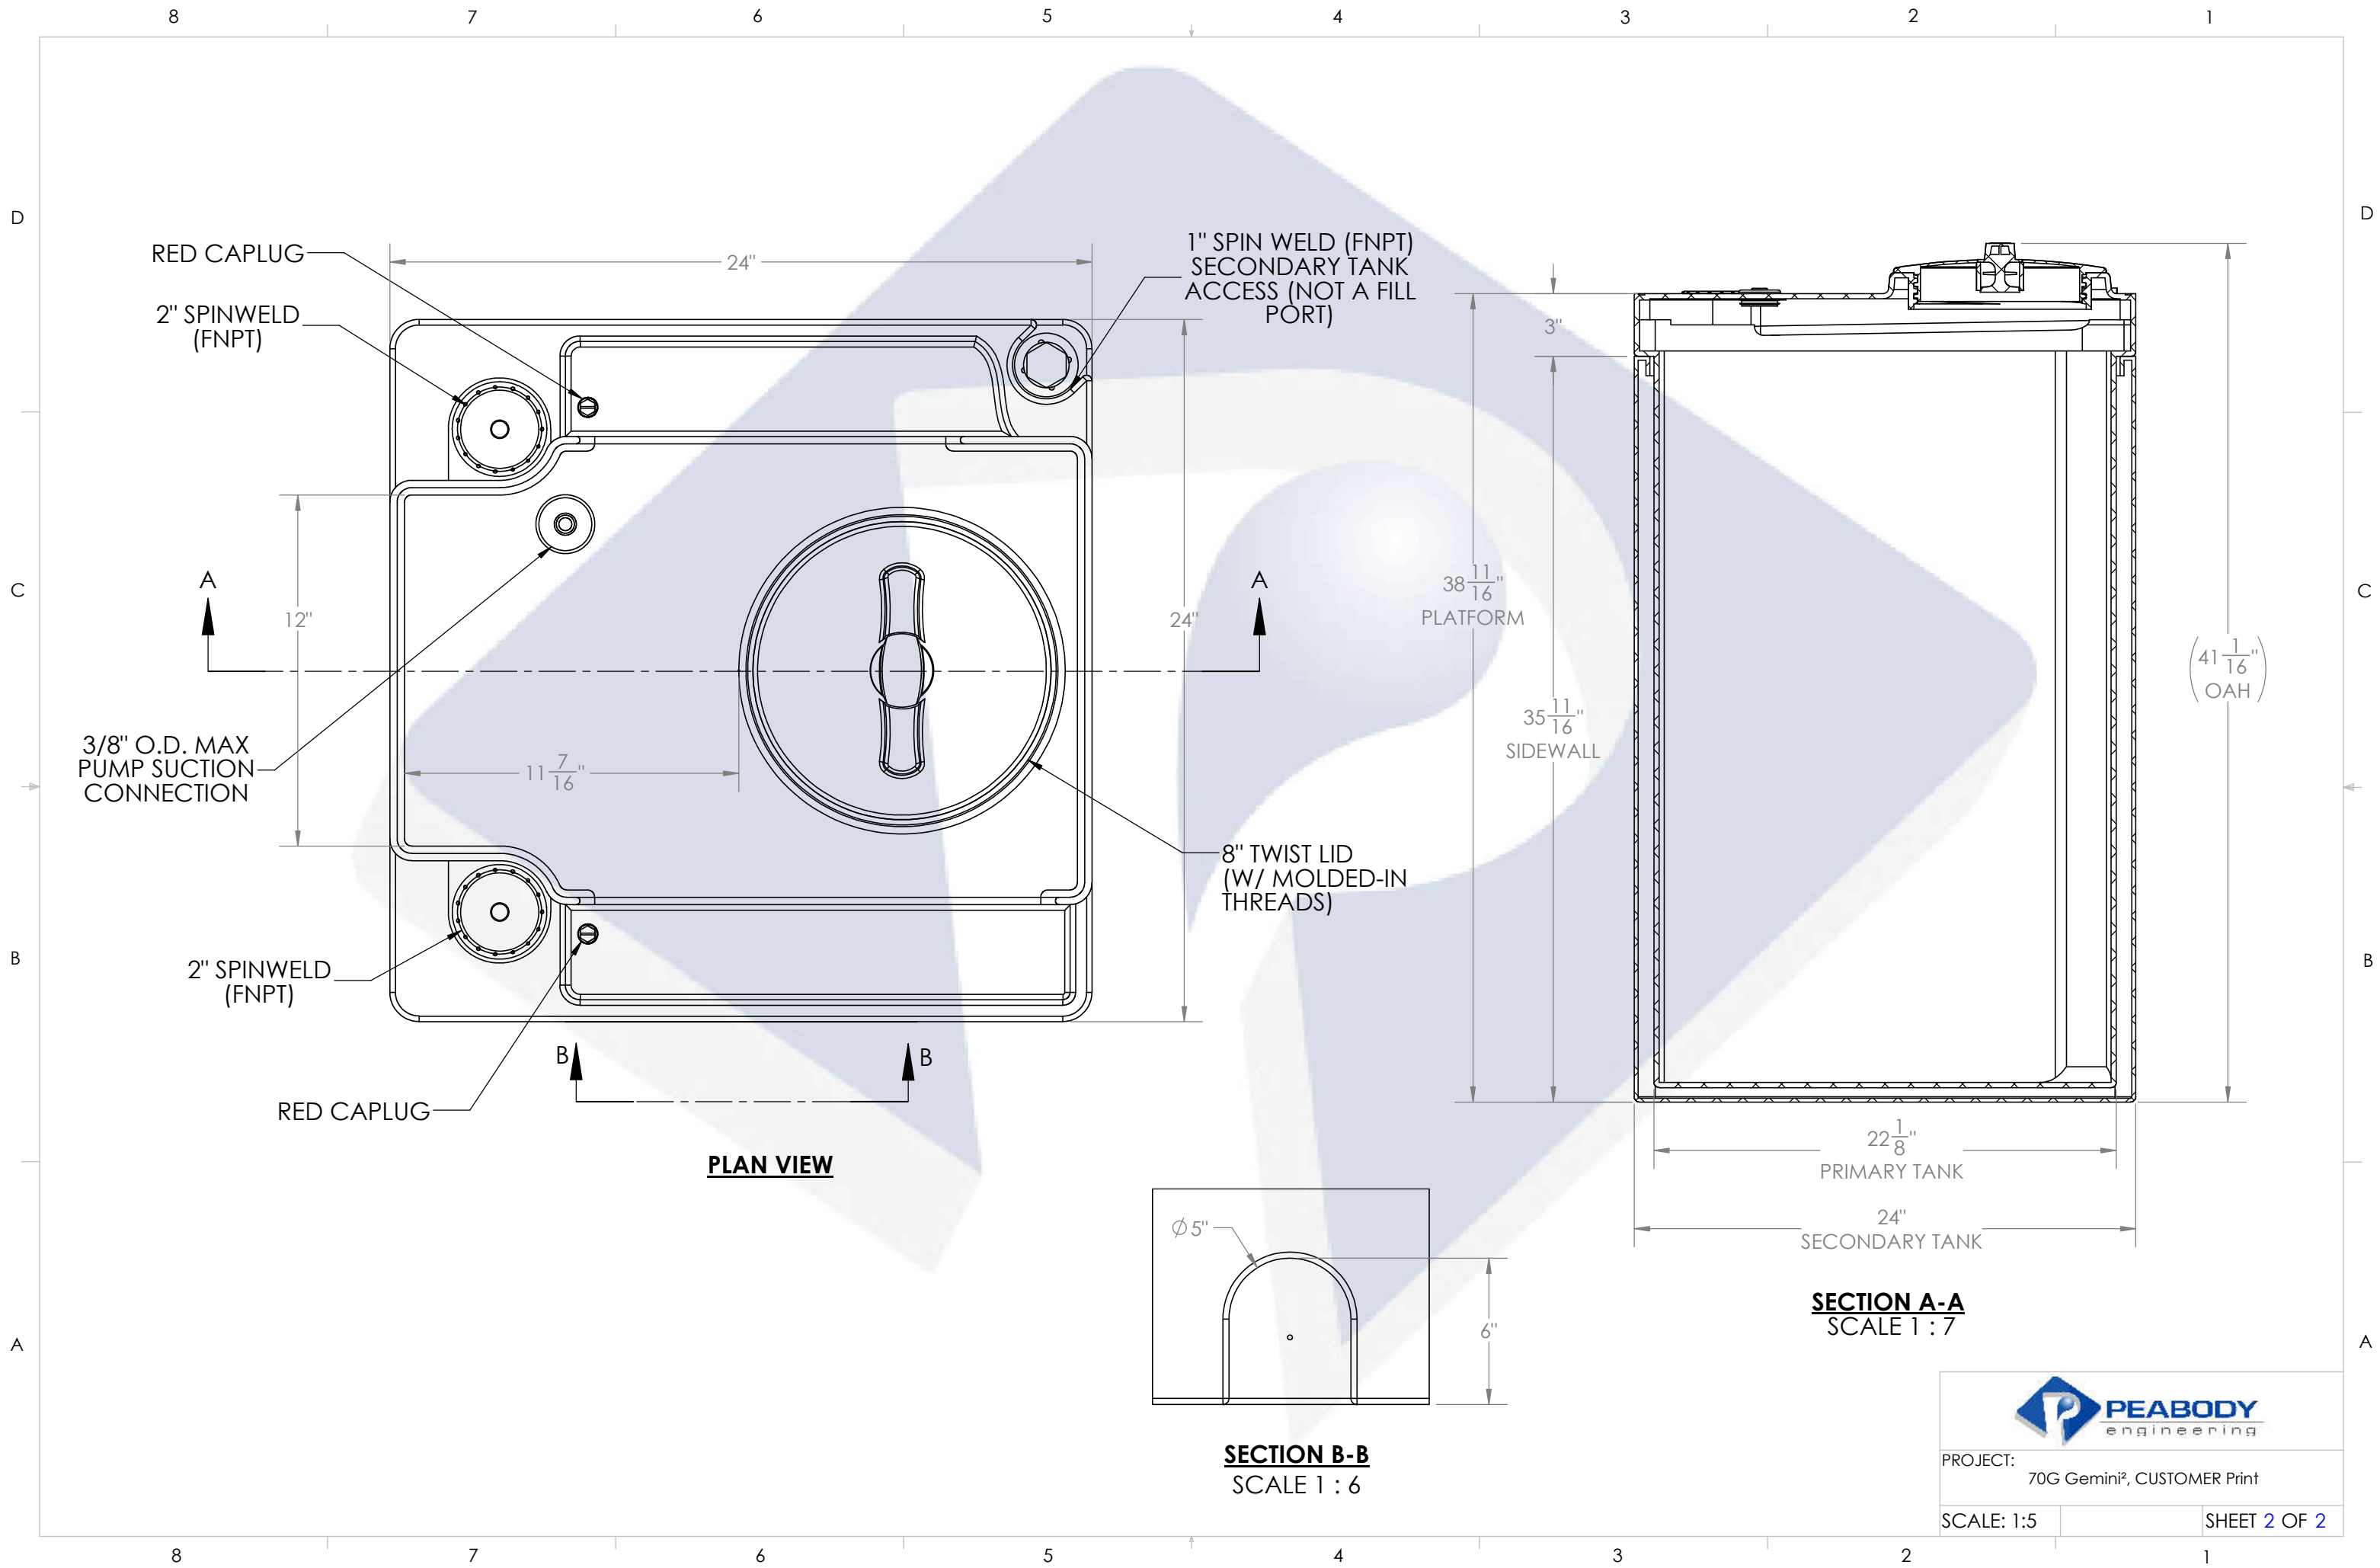 8 7 6 5 4 3 2 1
D D
C C
B B
A A
RED CAPLUG
2" SPINWELD
(FNPT)
24"
1" SPIN WELD (FNPT)
SECONDARY TANK
ACCESS (NOT A FILL
PORT)
A A
12"
24"
3/8" O.D. MAX
PUMP SUCTION
CONNECTION
11 7/16"
8" TWIST LID
(W/ MOLDED-IN
THREADS)
2" SPINWELD
(FNPT)
RED CAPLUG
B B
PLAN VIEW
3"
38 11/16"
PLATFORM
35 11/16"
SIDEWALL
(41 1/16"
OAH)
22 1/8"
PRIMARY TANK
24"
SECONDARY TANK
SECTION A-A
SCALE 1 : 7
∅5"
6"
SECTION B-B
SCALE 1 : 6
PEABODY
engineering
PROJECT:
70G Gemini², CUSTOMER Print
SCALE: 1:5
SHEET 2 OF 2
8 7 6 5 4 3 2 1